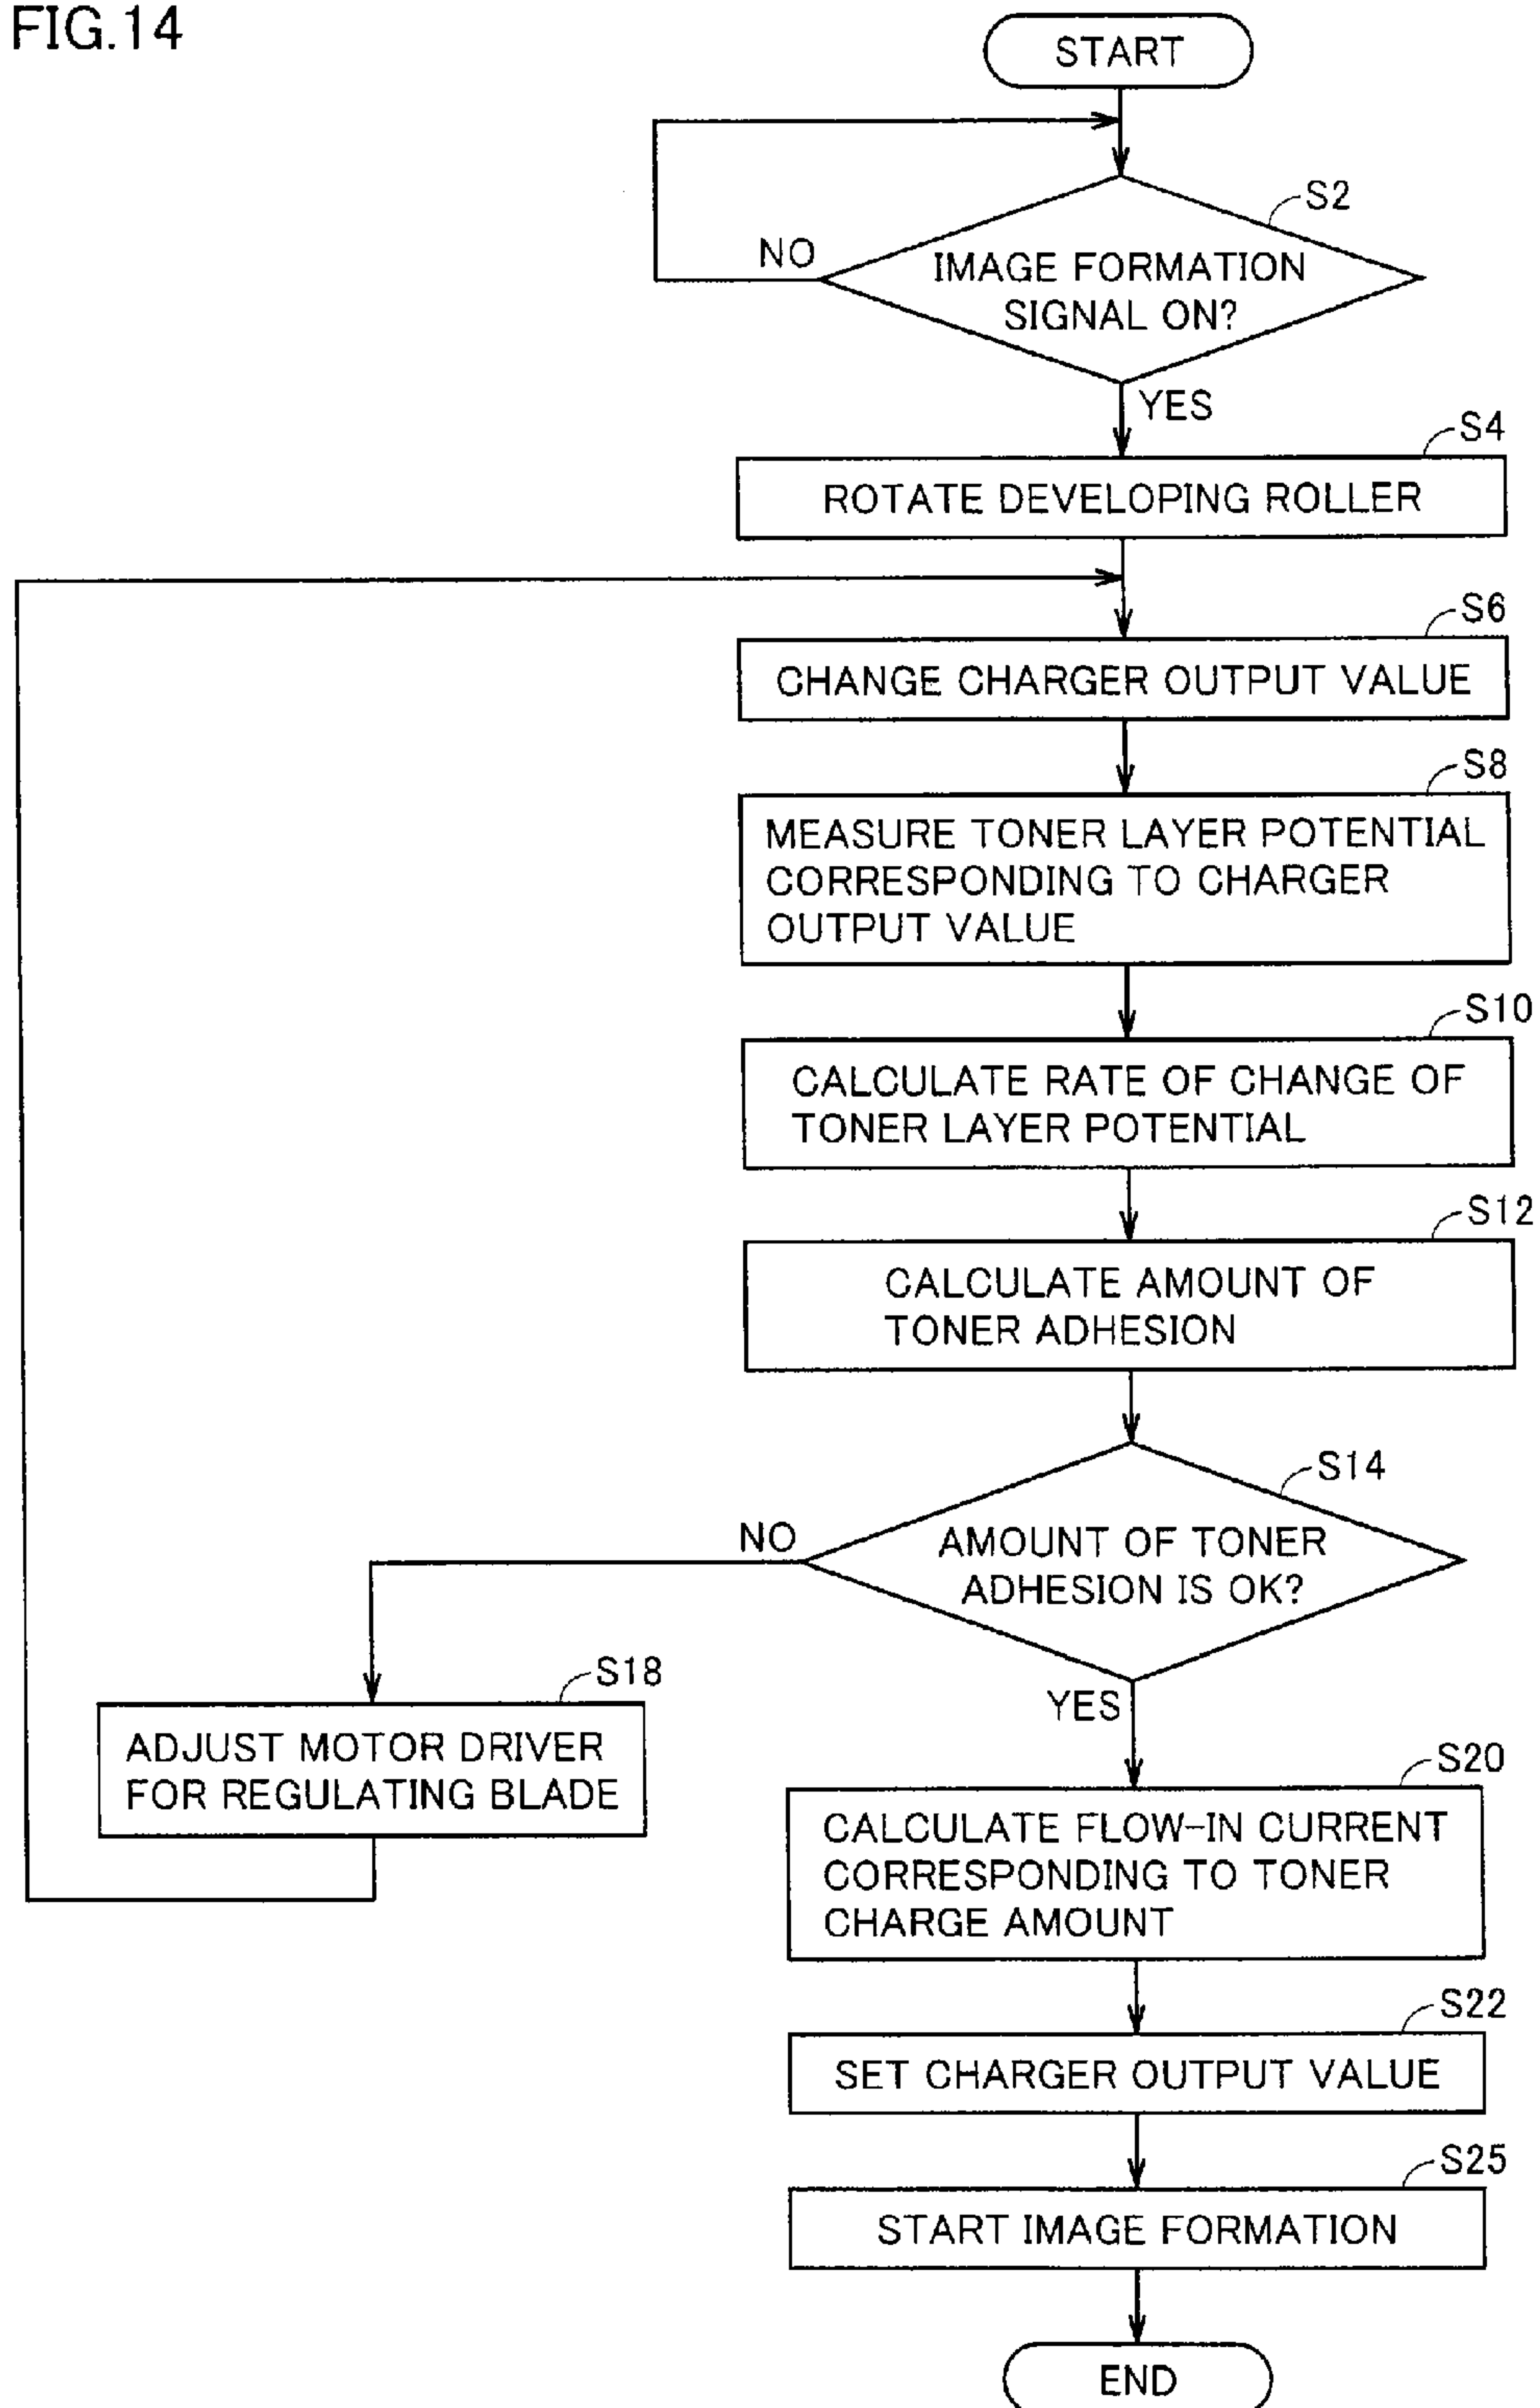 FIG.14
START
S2
NO
IMAGE FORMATION
SIGNAL ON?
YES
S4
ROTATE DEVELOPING ROLLER
S6
CHANGE CHARGER OUTPUT VALUE
S8
MEASURE TONER LAYER POTENTIAL
CORRESPONDING TO CHARGER
OUTPUT VALUE
S10
CALCULATE RATE OF CHANGE OF
TONER LAYER POTENTIAL
S12
CALCULATE AMOUNT OF
TONER ADHESION
S14
NO
AMOUNT OF TONER
ADHESION IS OK?
YES
S18
ADJUST MOTOR DRIVER
FOR REGULATING BLADE
S20
CALCULATE FLOW-IN CURRENT
CORRESPONDING TO TONER
CHARGE AMOUNT
S22
SET CHARGER OUTPUT VALUE
S25
START IMAGE FORMATION
END